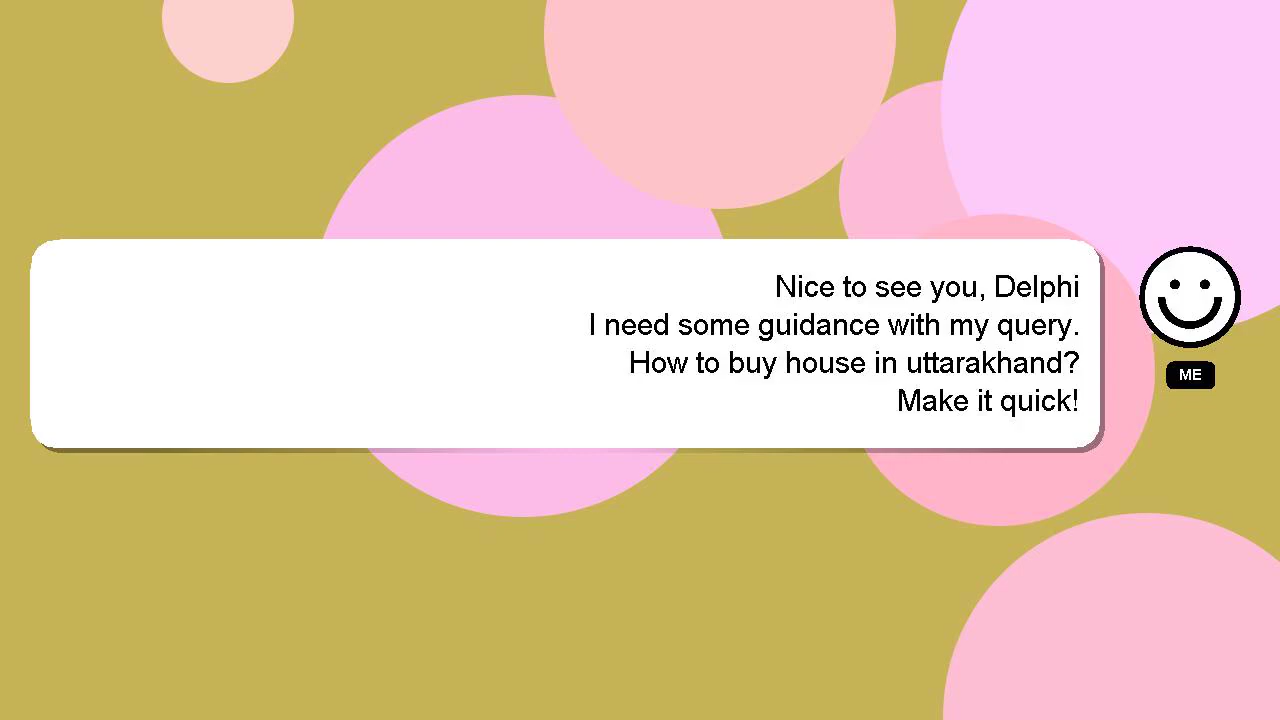 Nice to see you, Delphi
I need some guidance with my query.
How to buy house in uttarakhand?
Make it quick!
ME